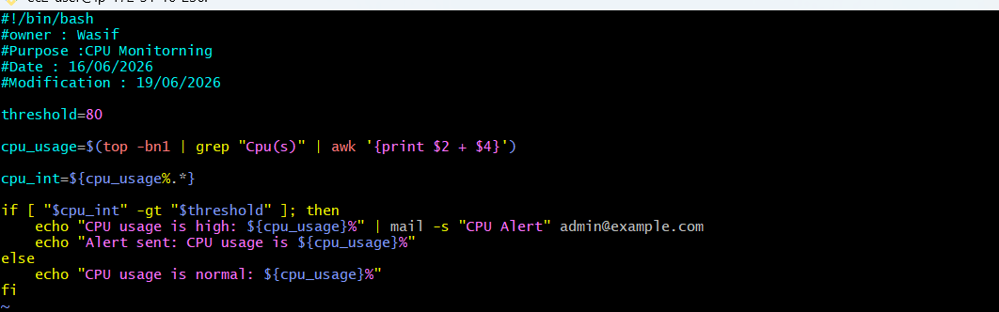 #!/bin/bash
#owner : Wasif
#Purpose :CPU Monitorning
#Date : 16/06/2026
#Modification : 19/06/2026
threshold=80
cpu_usage=$(top -bn1 | grep "Cpu(s)" | awk '{print $2 + $4}')
cpu_int=${cpu_usage%.*}
if [ "$cpu_int" -gt "$threshold" ]; then
    echo "CPU usage is high: ${cpu_usage}%" | mail -s "CPU Alert" admin@example.com
    echo "Alert sent: CPU usage is ${cpu_usage}%"
else
    echo "CPU usage is normal: ${cpu_usage}%"
fi
~